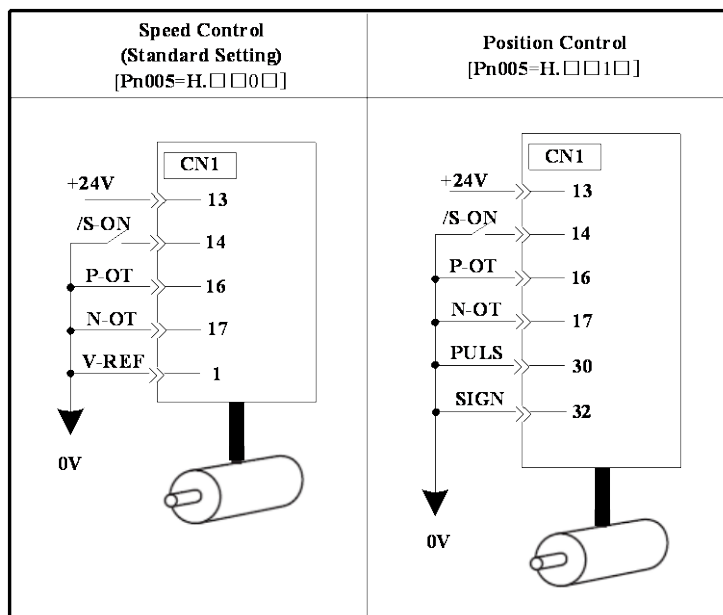 Speed Control
(Standard Setting)
[Pn005=H.□□0□]
Position Control
[Pn005=H.□□1□]
CN1
+24V
13
/S-ON
14
P-OT
16
N-OT
17
V-REF
1
0V
CN1
+24V
13
/S-ON
14
P-OT
16
N-OT
17
PULS
30
SIGN
32
0V